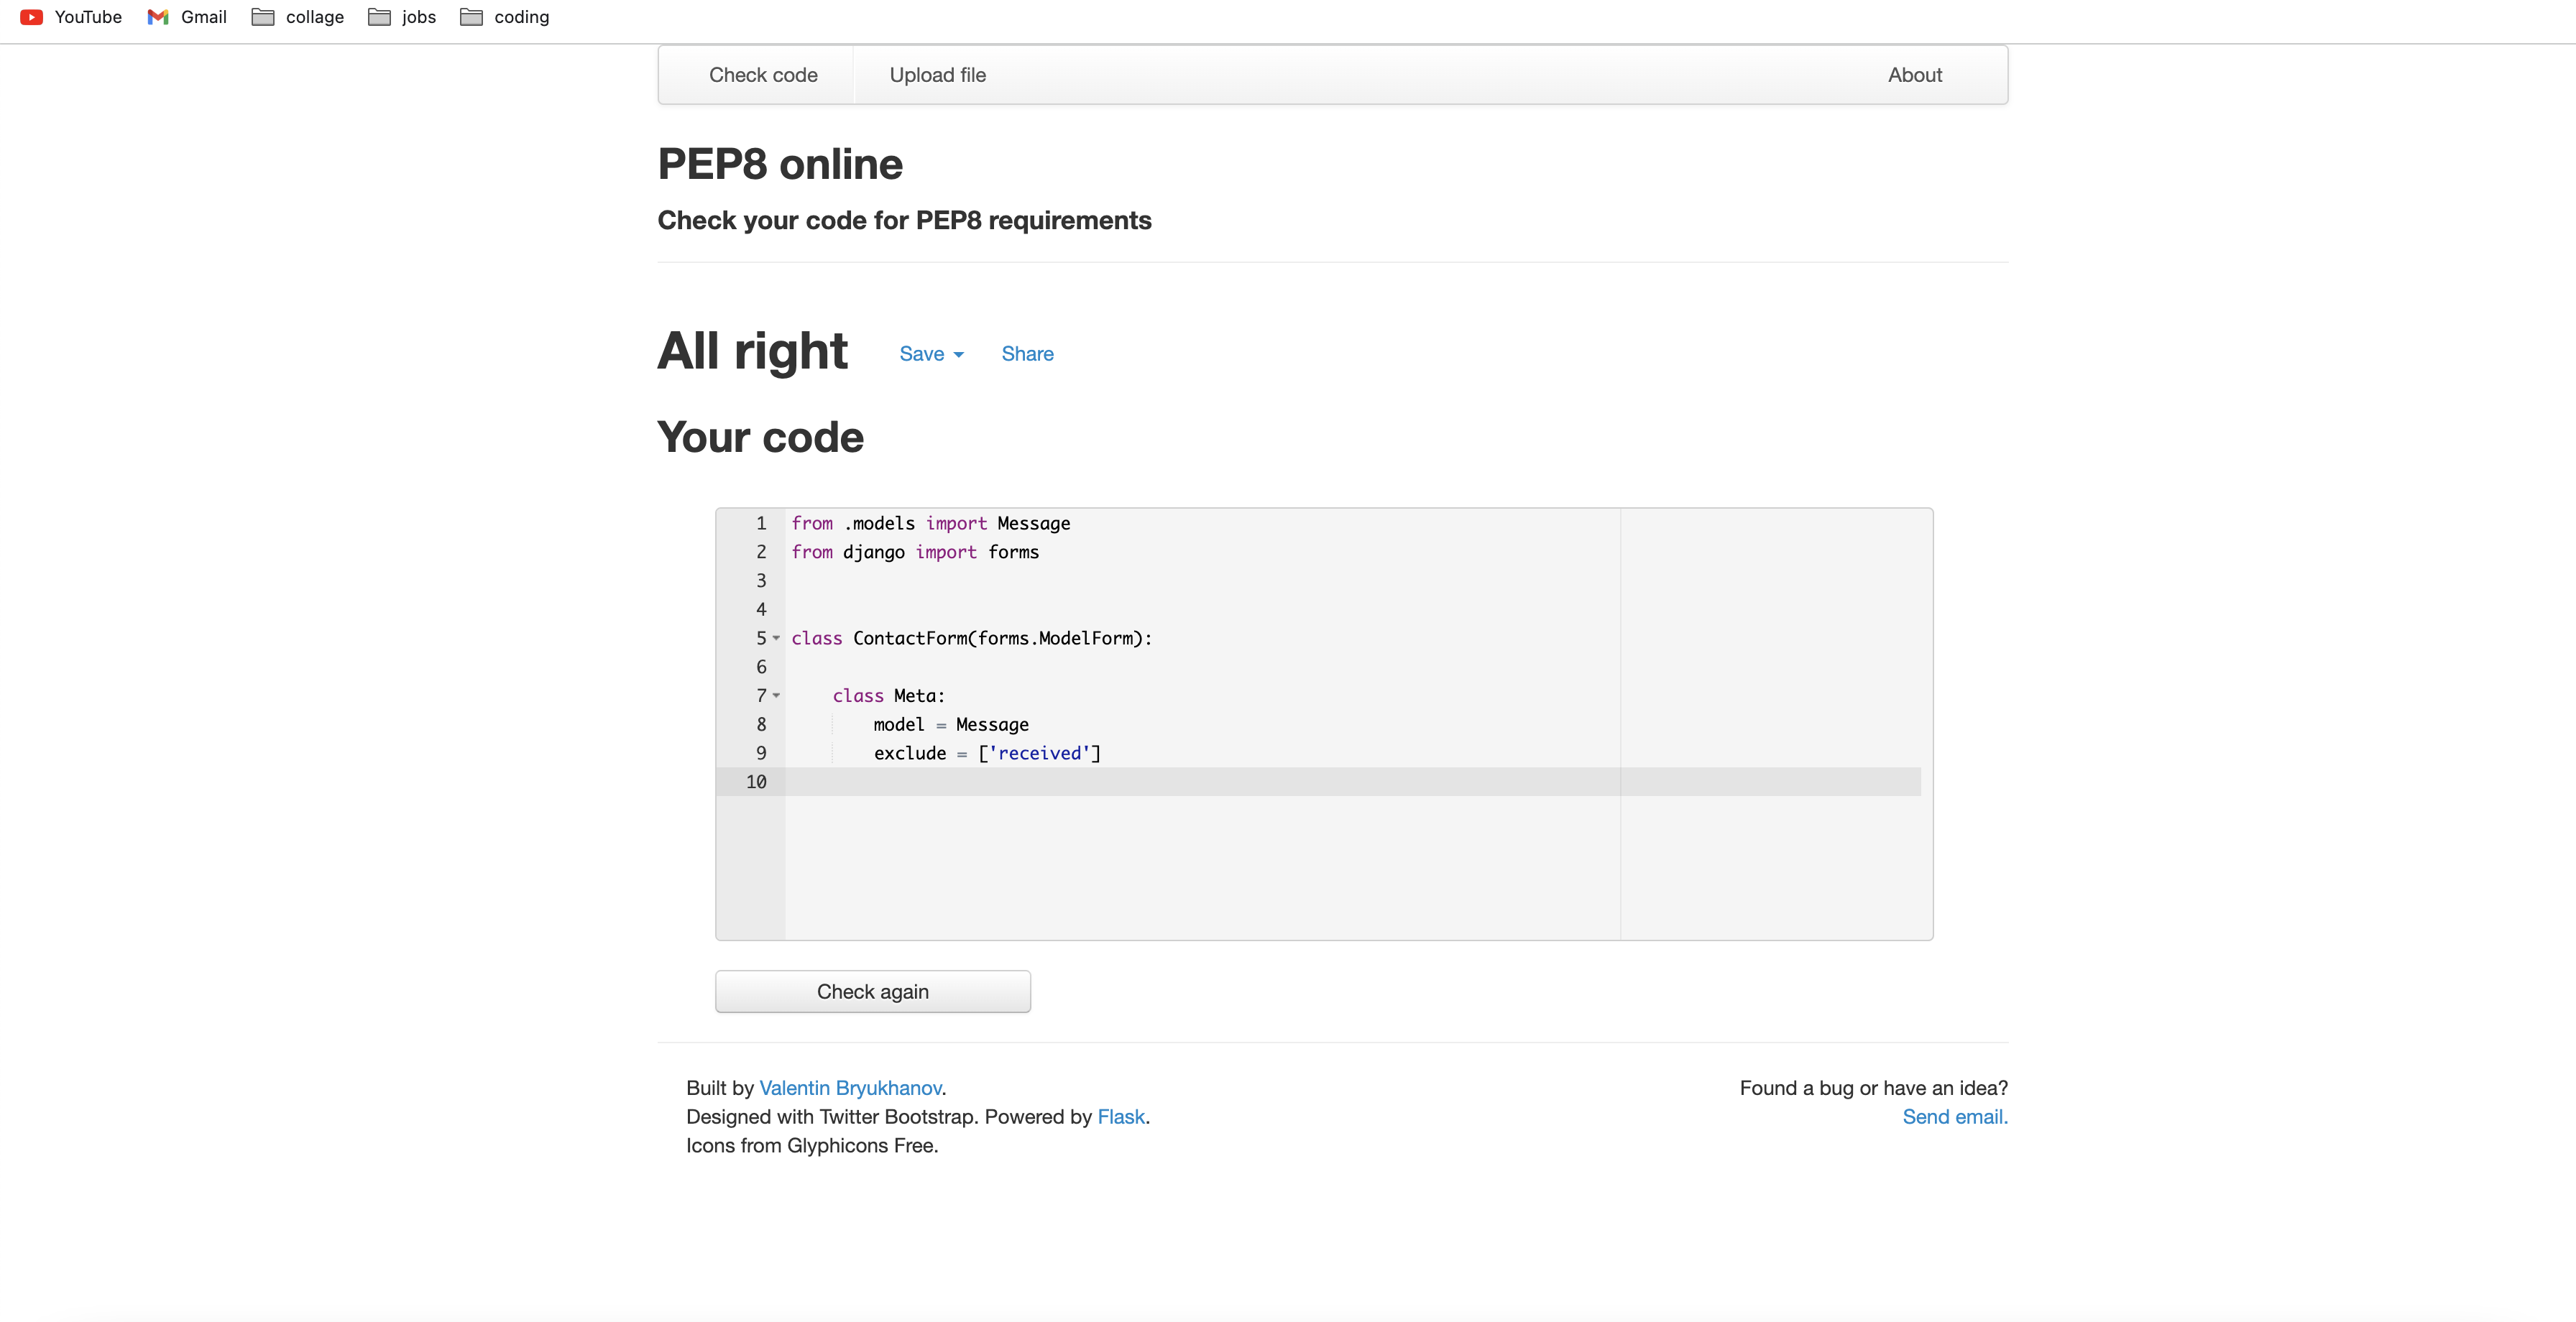 YouTube Gmail collage jobs coding
Check code Upload file About
PEP8 online
Check your code for PEP8 requirements
All right Save Share
Your code
1 from .models import Message
2 from django import forms
3
4
5 class ContactForm(forms.ModelForm):
6
7     class Meta:
8         model = Message
9         exclude = ['received']
10
Check again
Built by Valentin Bryukhanov.
Designed with Twitter Bootstrap. Powered by Flask.
Icons from Glyphicons Free.
Found a bug or have an idea?
Send email.